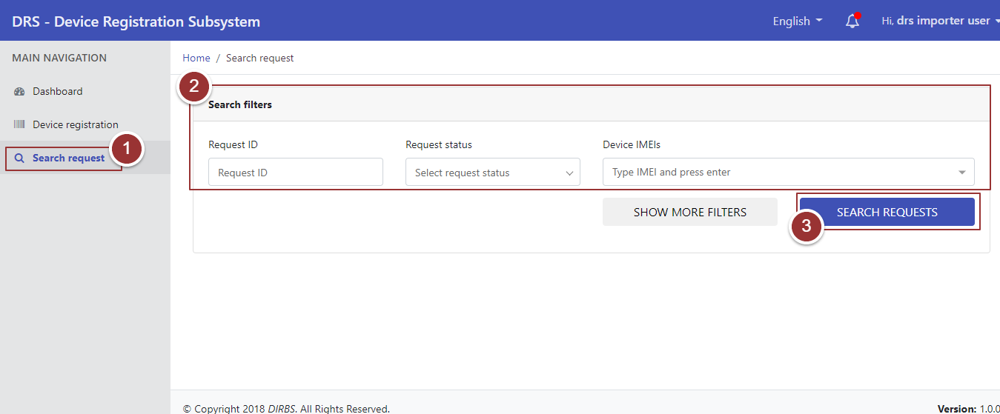 DRS - Device Registration Subsystem
English
Hi, drs importer user
MAIN NAVIGATION
Home / Search request
Dashboard
2
Search filters
Device registration
1
Search request
Request ID
Request status
Device IMEIs
Request ID
Select request status
Type IMEI and press enter
SHOW MORE FILTERS
SEARCH REQUESTS
3
© Copyright 2018 DIRBS. All Rights Reserved.
Version: 1.0.0